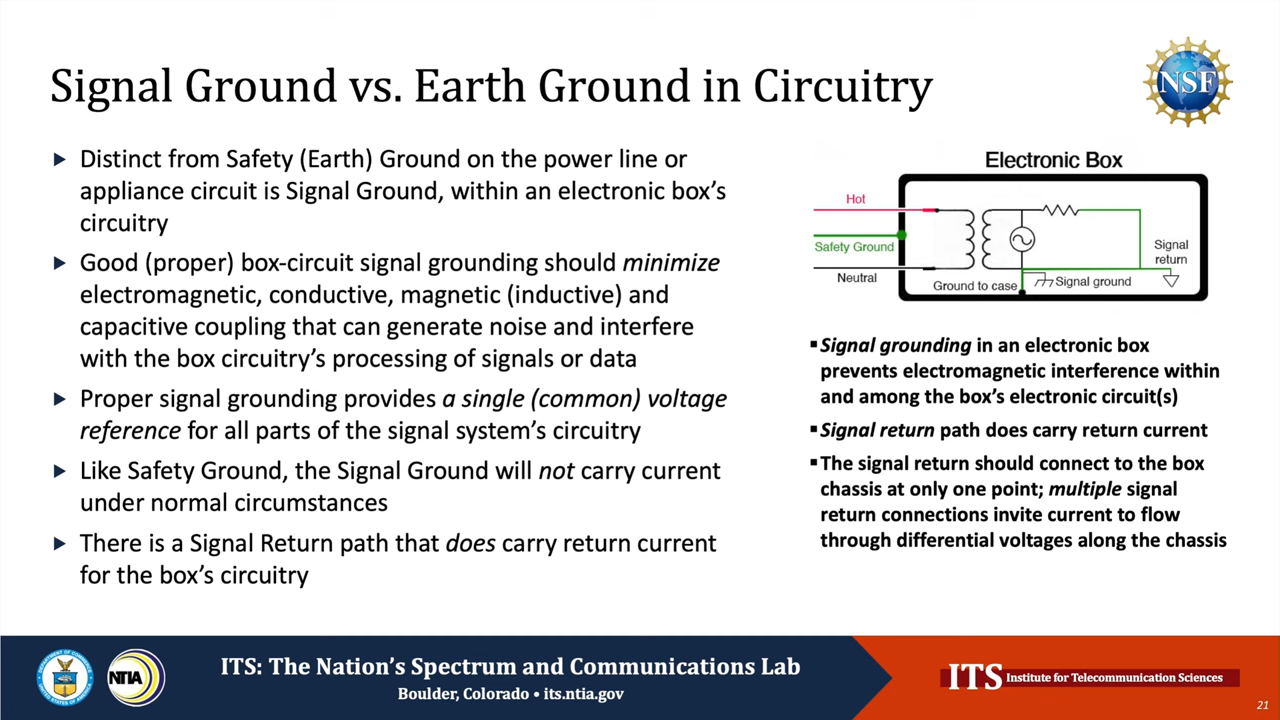 Signal Ground vs. Earth Ground in Circuitry
NSF
Distinct from Safety (Earth) Ground on the power line or
appliance circuit is Signal Ground, within an electronic box’s
circuitry
Good (proper) box-circuit signal grounding should minimize
electromagnetic, conductive, magnetic (inductive) and
capacitive coupling that can generate noise and interfere
with the box circuitry’s processing of signals or data
Proper signal grounding provides a single (common) voltage
reference for all parts of the signal system’s circuitry
Like Safety Ground, the Signal Ground will not carry current
under normal circumstances
There is a Signal Return path that does carry return current
for the box’s circuitry
Electronic Box
Hot
Safety Ground
Neutral
Ground to case
Signal ground
Signal
return
Signal grounding in an electronic box
prevents electromagnetic interference within
and among the box’s electronic circuit(s)
Signal return path does carry return current
The signal return should connect to the box
chassis at only one point; multiple signal
return connections invite current to flow
through differential voltages along the chassis
NTIA
ITS: The Nation’s Spectrum and Communications Lab
Boulder, Colorado • its.ntia.gov
ITS Institute for Telecommunication Sciences
21